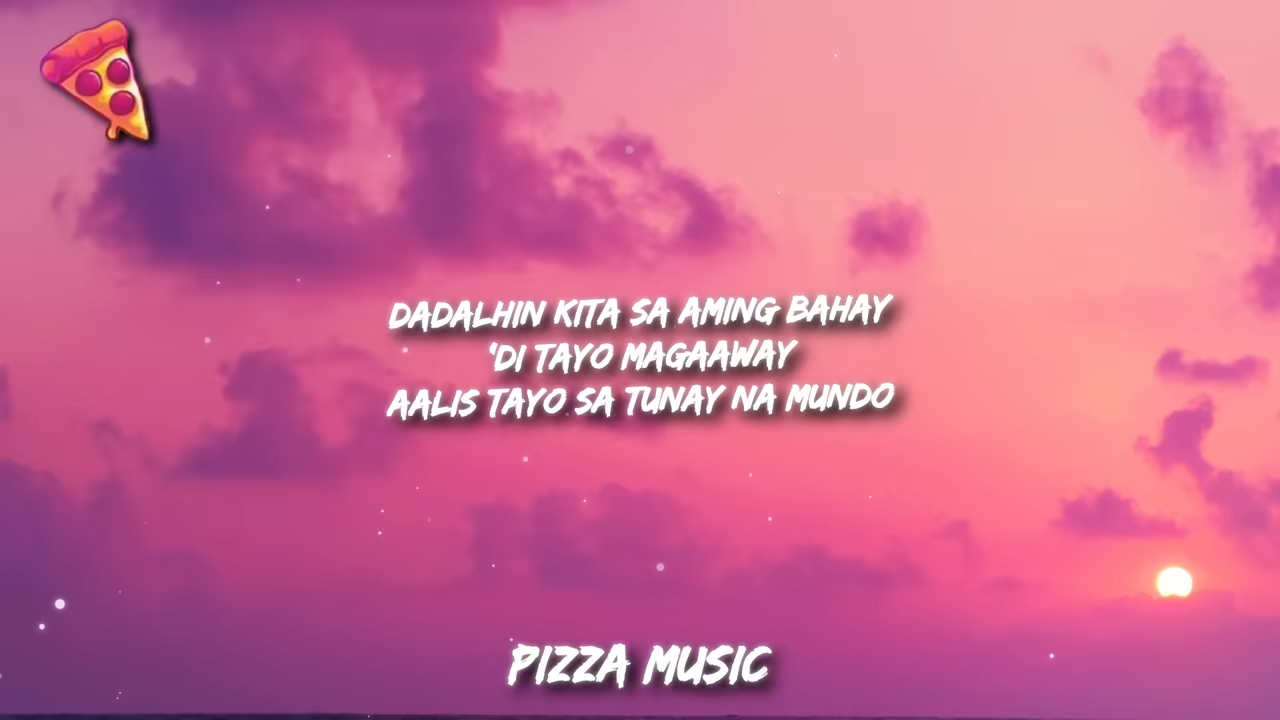 DADALHIN KITA SA AMING BAHAY
'DI TAYO MAGAAWAY
AALIS TAYO SA TUNAY NA MUNDO
PIZZA MUSIC